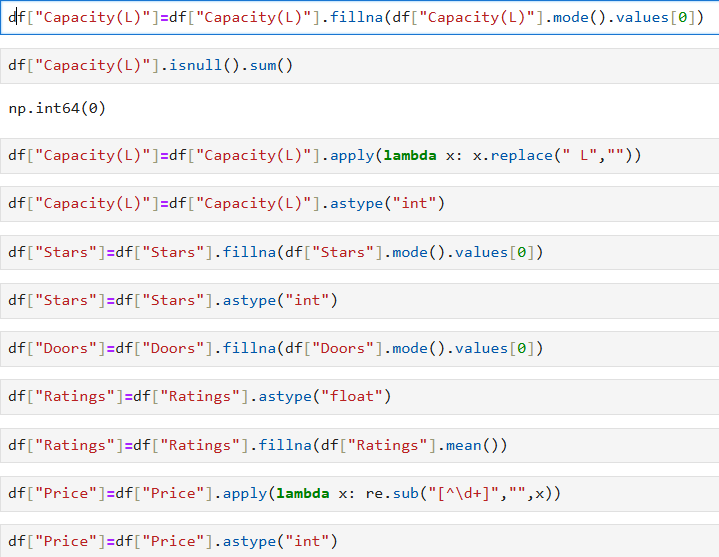 df["Capacity(L)"]=df["Capacity(L)"].fillna(df["Capacity(L)"].mode().values[0])
df["Capacity(L)"].isnull().sum()
np.int64(0)
df["Capacity(L)"]=df["Capacity(L)"].apply(lambda x: x.replace(" L",""))
df["Capacity(L)"]=df["Capacity(L)"].astype("int")
df["Stars"]=df["Stars"].fillna(df["Stars"].mode().values[0])
df["Stars"]=df["Stars"].astype("int")
df["Doors"]=df["Doors"].fillna(df["Doors"].mode().values[0])
df["Ratings"]=df["Ratings"].astype("float")
df["Ratings"]=df["Ratings"].fillna(df["Ratings"].mean())
df["Price"]=df["Price"].apply(lambda x: re.sub("[^\d+]","",x))
df["Price"]=df["Price"].astype("int")